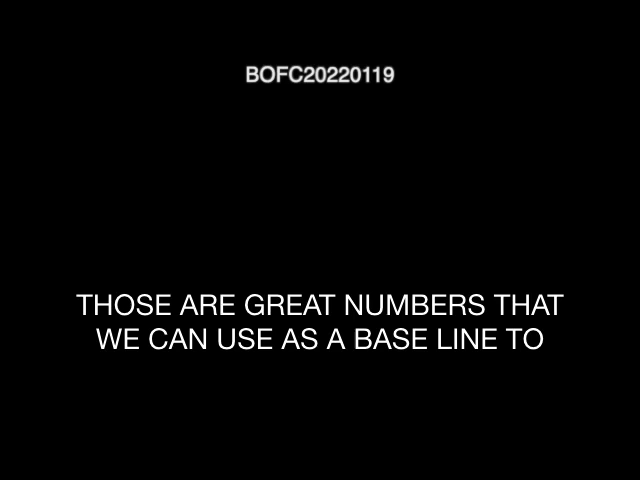 BOFC20220119
THOSE ARE GREAT NUMBERS THAT
WE CAN USE AS A BASE LINE TO